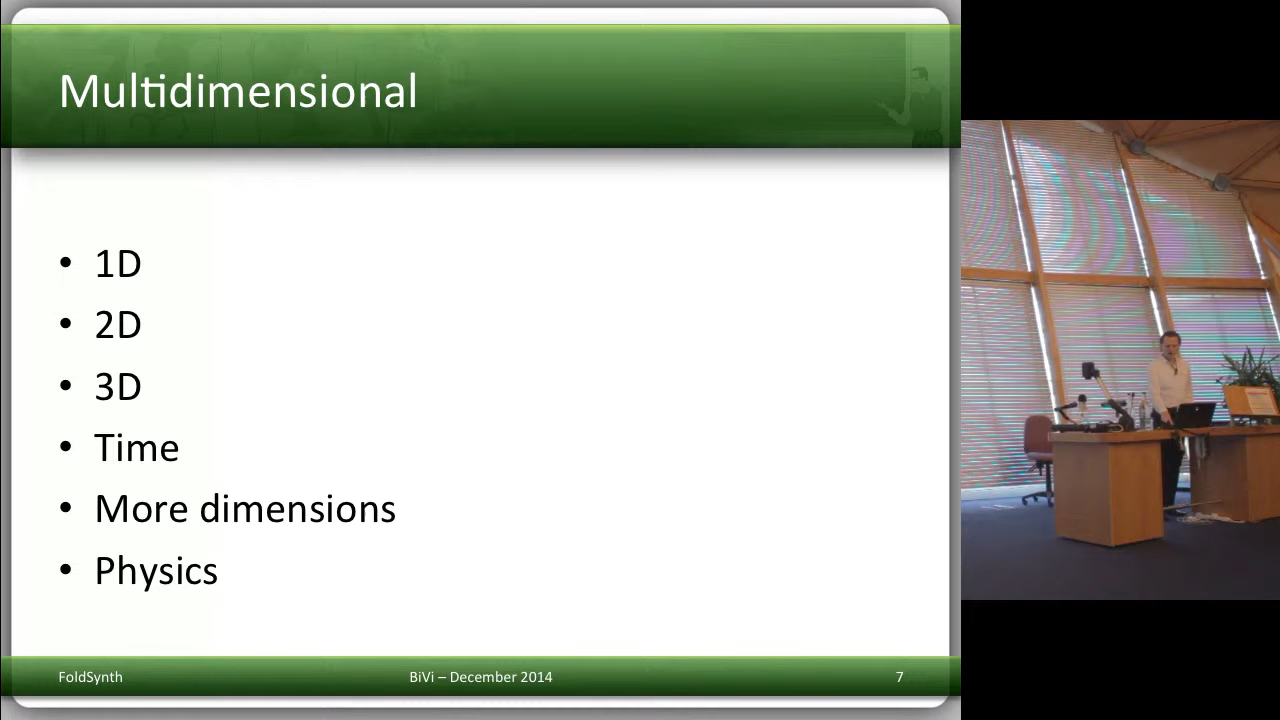 Multidimensional
• 1D
• 2D
• 3D
• Time
• More dimensions
• Physics
FoldSynth
BiVi – December 2014
7